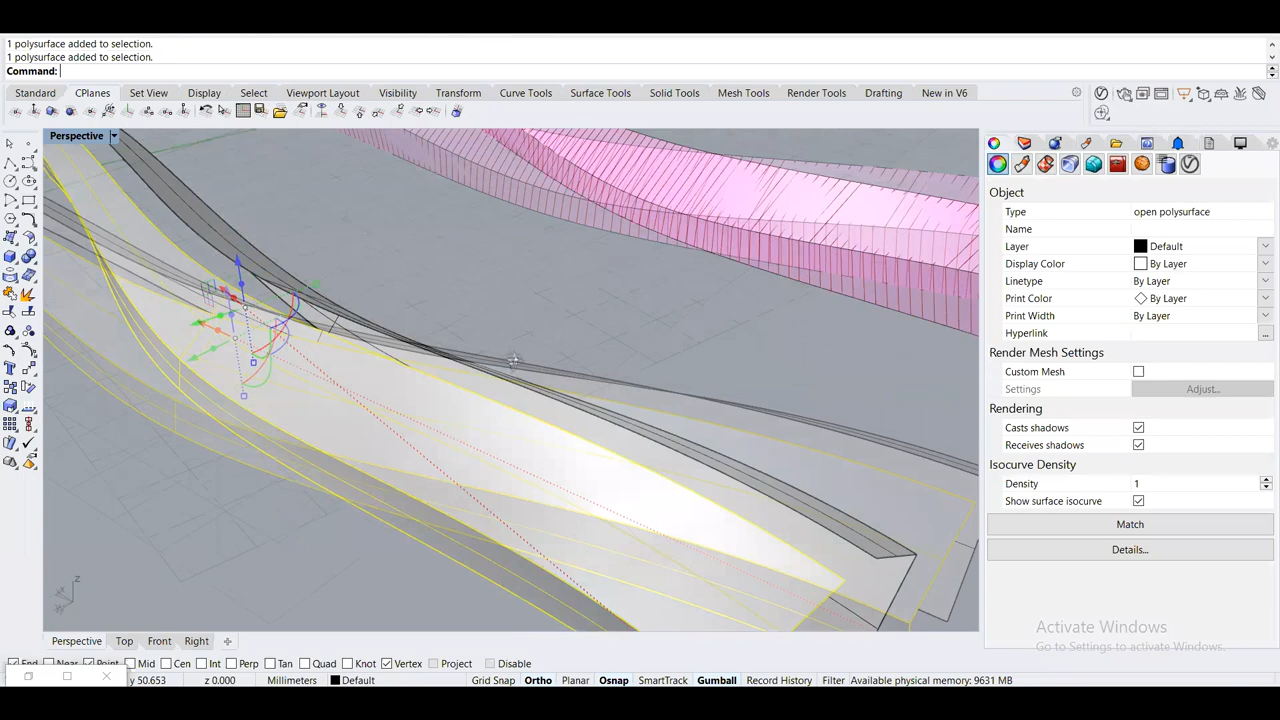 1 polysurface added to selection.
1 polysurface added to selection.
Command:
Standard CPlanes Set View Display Select Viewport Layout Visibility Transform Curve Tools Surface Tools Solid Tools Mesh Tools Render Tools Drafting New in V6
Perspective
Object
Type open polysurface
Name
Layer Default
Display Color By Layer
Linetype By Layer
Print Color By Layer
Print Width By Layer
Hyperlink ...
Render Mesh Settings
Custom Mesh
Settings Adjust...
Rendering
Casts shadows
Receives shadows
Isocurve Density
Density 1
Show surface isocurve
Match
Details...
z
Activate Windows
Go to Settings to activate Windows.
Perspective Top Front Right
End Near Point Mid Cen Int Perp Tan Quad Knot Vertex Project Disable
y 50.653 z 0.000 Millimeters Default Grid Snap Ortho Planar Osnap SmartTrack Gumball Record History Filter Available physical memory: 9631 MB